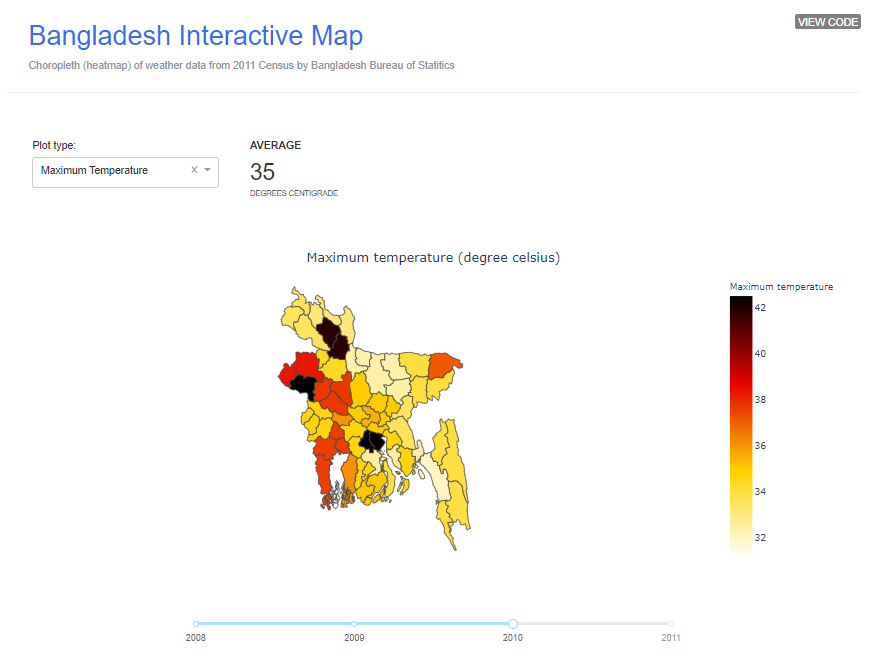 Bangladesh Interactive Map
VIEW CODE
Choropleth (heatmap) of weather data from 2011 Census by Bangladesh Bureau of Statitics
Plot type:
Maximum Temperature
AVERAGE
35
DEGREES CENTIGRADE
Maximum temperature (degree celsius)
Maximum temperature
42
40
38
36
34
32
2008
2009
2010
2011